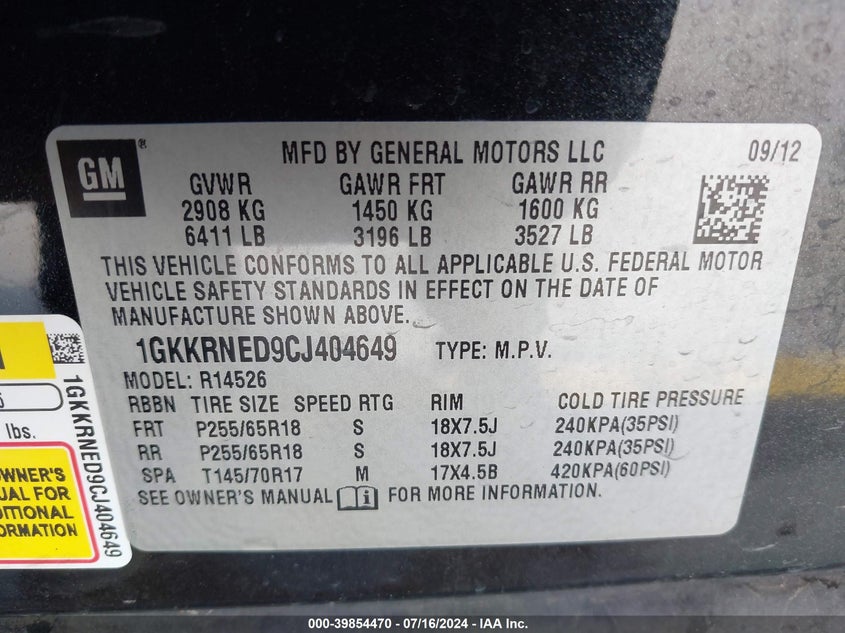 GM
®
MFD BY GENERAL MOTORS LLC 09/12
GVWR GAWR FRT GAWR RR
2908 KG 1450 KG 1600 KG
6411 LB 3196 LB 3527 LB
THIS VEHICLE CONFORMS TO ALL APPLICABLE U.S. FEDERAL MOTOR
VEHICLE SAFETY STANDARDS IN EFFECT ON THE DATE OF
MANUFACTURE SHOWN ABOVE.
1GKKRNED9CJ404649 TYPE: M.P.V.
MODEL: R14526
RBBN TIRE SIZE SPEED RTG RIM COLD TIRE PRESSURE
FRT P255/65R18 S 18X7.5J 240KPA(35PSI)
RR P255/65R18 S 18X7.5J 240KPA(35PSI)
SPA T145/70R17 M 17X4.5B 420KPA(60PSI)
SEE OWNER'S MANUAL FOR MORE INFORMATION.
lbs.
OWNER'S
FOR
1GKKRNED9CJ404649
000-39854470 - 07/16/2024 - IAA Inc.